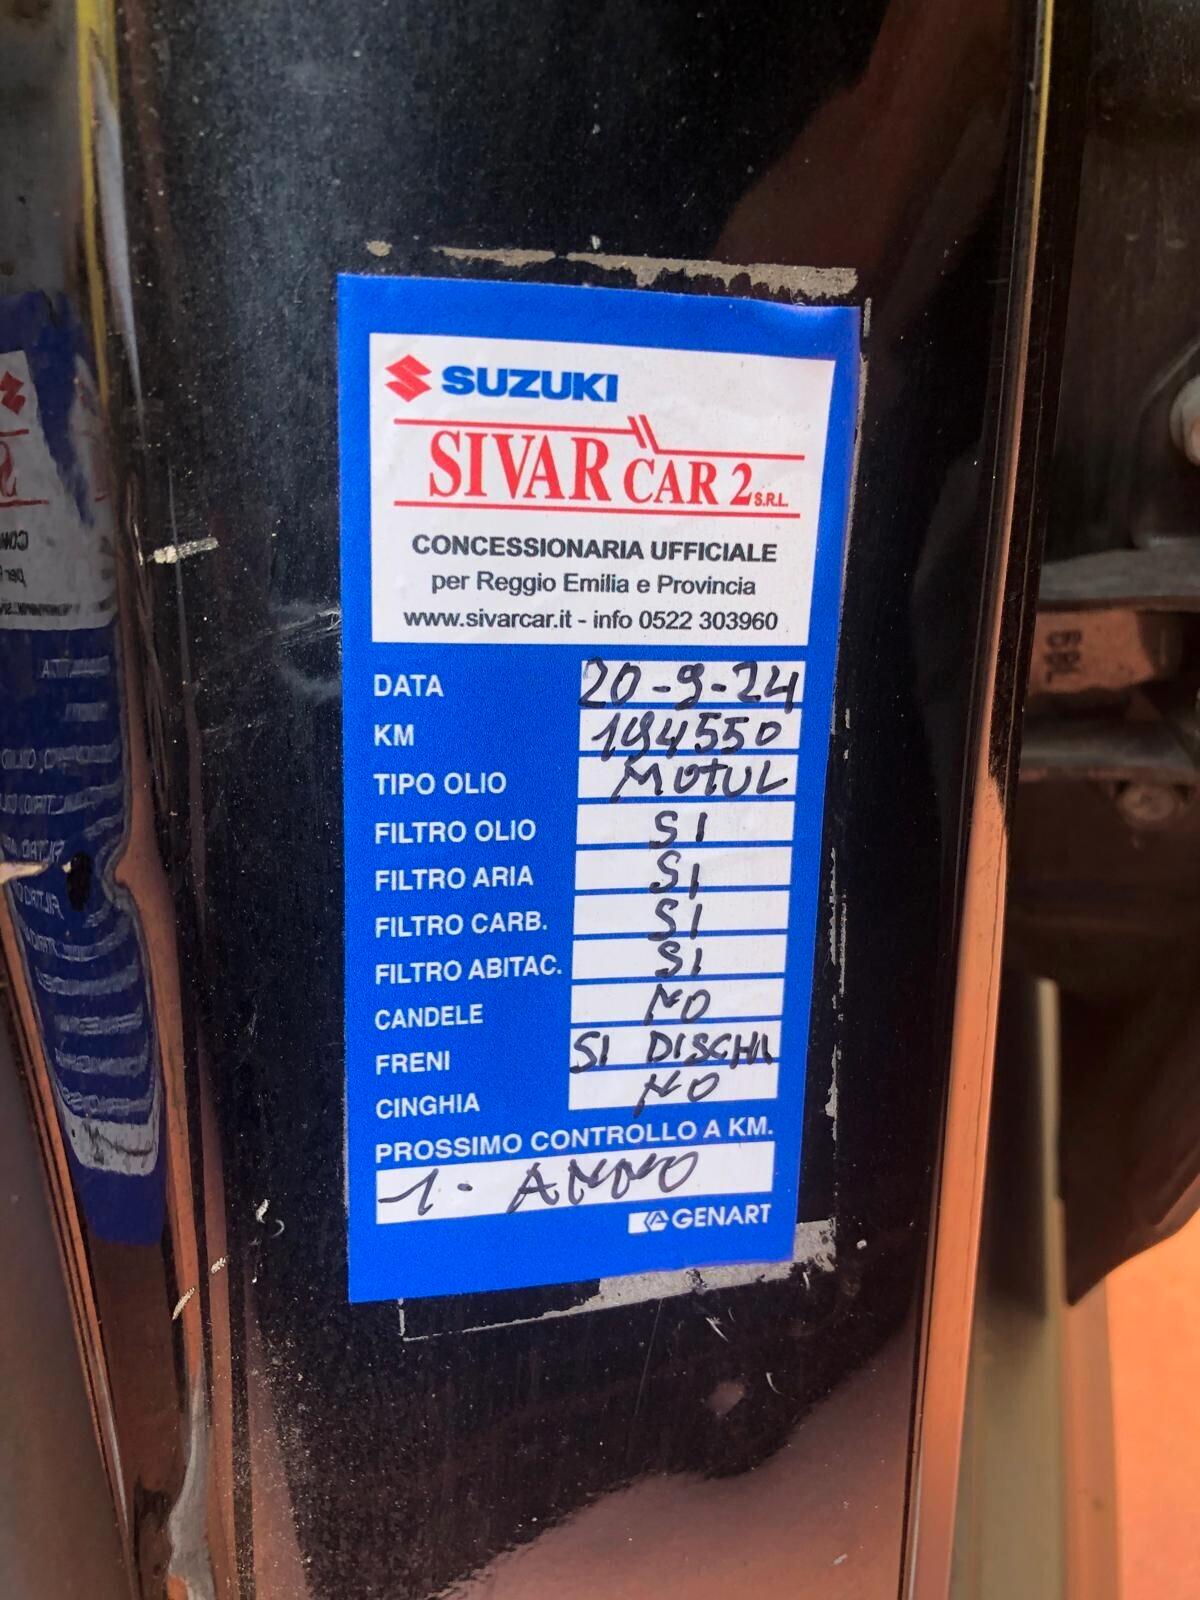 SUZUKI
SIVAR CAR 2 S.R.L.
CONCESSIONARIA UFFICIALE
per Reggio Emilia e Provincia
www.sivarcar.it - info 0522 303960
DATA 20-9-24
KM 194550
TIPO OLIO MOTUL
FILTRO OLIO SI
FILTRO ARIA SI
FILTRO CARB. SI
FILTRO ABITAC. SI
CANDELE NO
FRENI SI DISCHI
CINGHIA NO
PROSSIMO CONTROLLO A KM.
1. ANNO
GENART